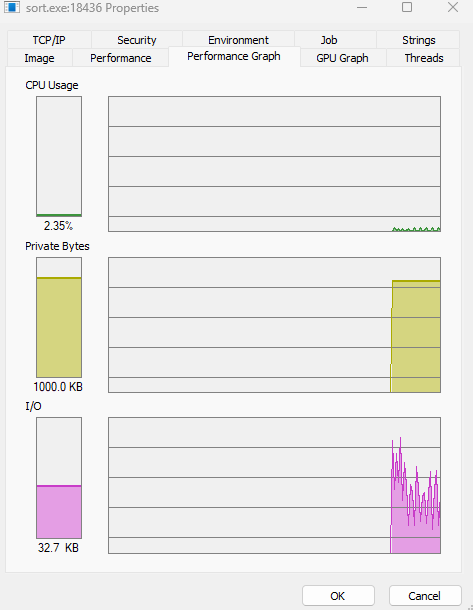 sort.exe:18436 Properties
TCP/IP Security Environment Job Strings
Image Performance Performance Graph GPU Graph Threads
CPU Usage
2.35%
Private Bytes
1000.0 KB
I/O
32.7 KB
OK Cancel